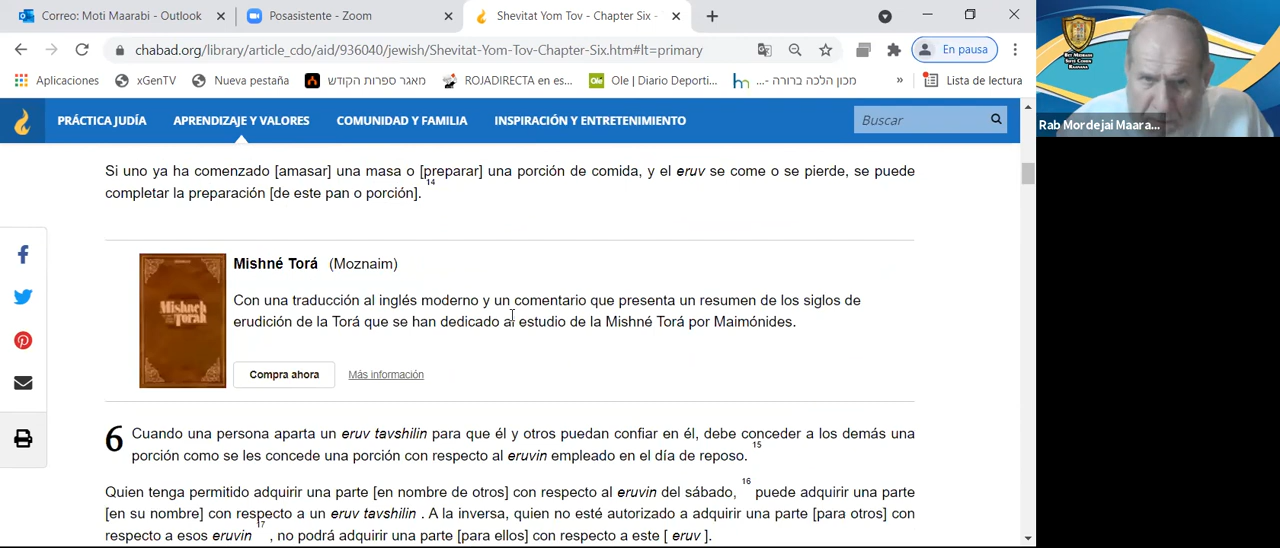 Correo: Moti Maarabi - Outlook
Posasistente - Zoom
Shevitat Yom Tov - Chapter Six -
chabad.org/library/article_cdo/aid/936040/jewish/Shevitat-Yom-Tov-Chapter-Six.htm#lt=primary
En pausa
Aplicaciones
xGenTV
Nueva pestaña
מאגר ספרות הקודש
ROJADIRECTA en es...
Ole | Diario Deporti...
מכון הלכה ברורה -...
»
Lista de lectura
Rab Mordejai Maara...
PRÁCTICA JUDÍA
APRENDIZAJE Y VALORES
COMUNIDAD Y FAMILIA
INSPIRACIÓN Y ENTRETENIMIENTO
Buscar
Si uno ya ha comenzado [amasar] una masa o [preparar] una porción de comida, y el eruv se come o se pierde, se puede
completar la preparación [de este pan o porción]. 14
Mishné Torá (Moznaim)
Con una traducción al inglés moderno y un comentario que presenta un resumen de los siglos de
erudición de la Torá que se han dedicado al estudio de la Mishné Torá por Maimónides.
Compra ahora
Más información
6 Cuando una persona aparta un eruv tavshilin para que él y otros puedan confiar en él, debe conceder a los demás una
porción como se les concede una porción con respecto al eruvin empleado en el día de reposo. 15
Quien tenga permitido adquirir una parte [en nombre de otros] con respecto al eruvin del sábado, 16 puede adquirir una parte
[en su nombre] con respecto a un eruv tavshilin . A la inversa, quien no esté autorizado a adquirir una parte [para otros] con
respecto a esos eruvin 17 , no podrá adquirir una parte [para ellos] con respecto a este [ eruv ].